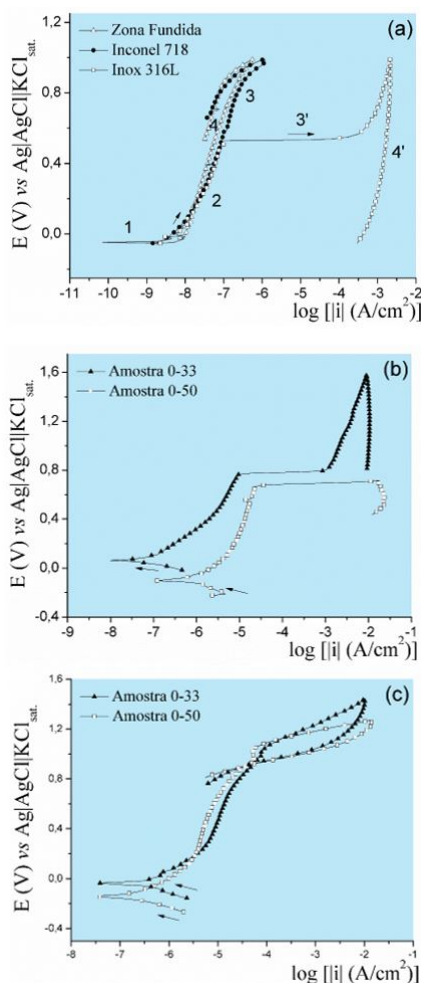 (a)
Zona Fundida
Inconel 718
Inox 316L
E (V) vs Ag|AgCl|KCl sat.
1,2
0,8
0,4
0,0
1
2
3
4
3'
4'
-11 -10 -9 -8 -7 -6 -5 -4 -3 -2
log [|i| (A/cm²)]
(b)
Amostra 0-33
Amostra 0-50
E (V) vs Ag|AgCl|KCl sat.
1,6
1,2
0,8
0,4
0,0
-0,4
-9 -8 -7 -6 -5 -4 -3 -2 -1
log [|i| (A/cm²)]
(c)
Amostra 0-33
Amostra 0-50
E (V) vs Ag|AgCl|KCl sat.
1,6
1,2
0,8
0,4
0,0
-0,4
-8 -7 -6 -5 -4 -3 -2 -1
log [|i| (A/cm²)]